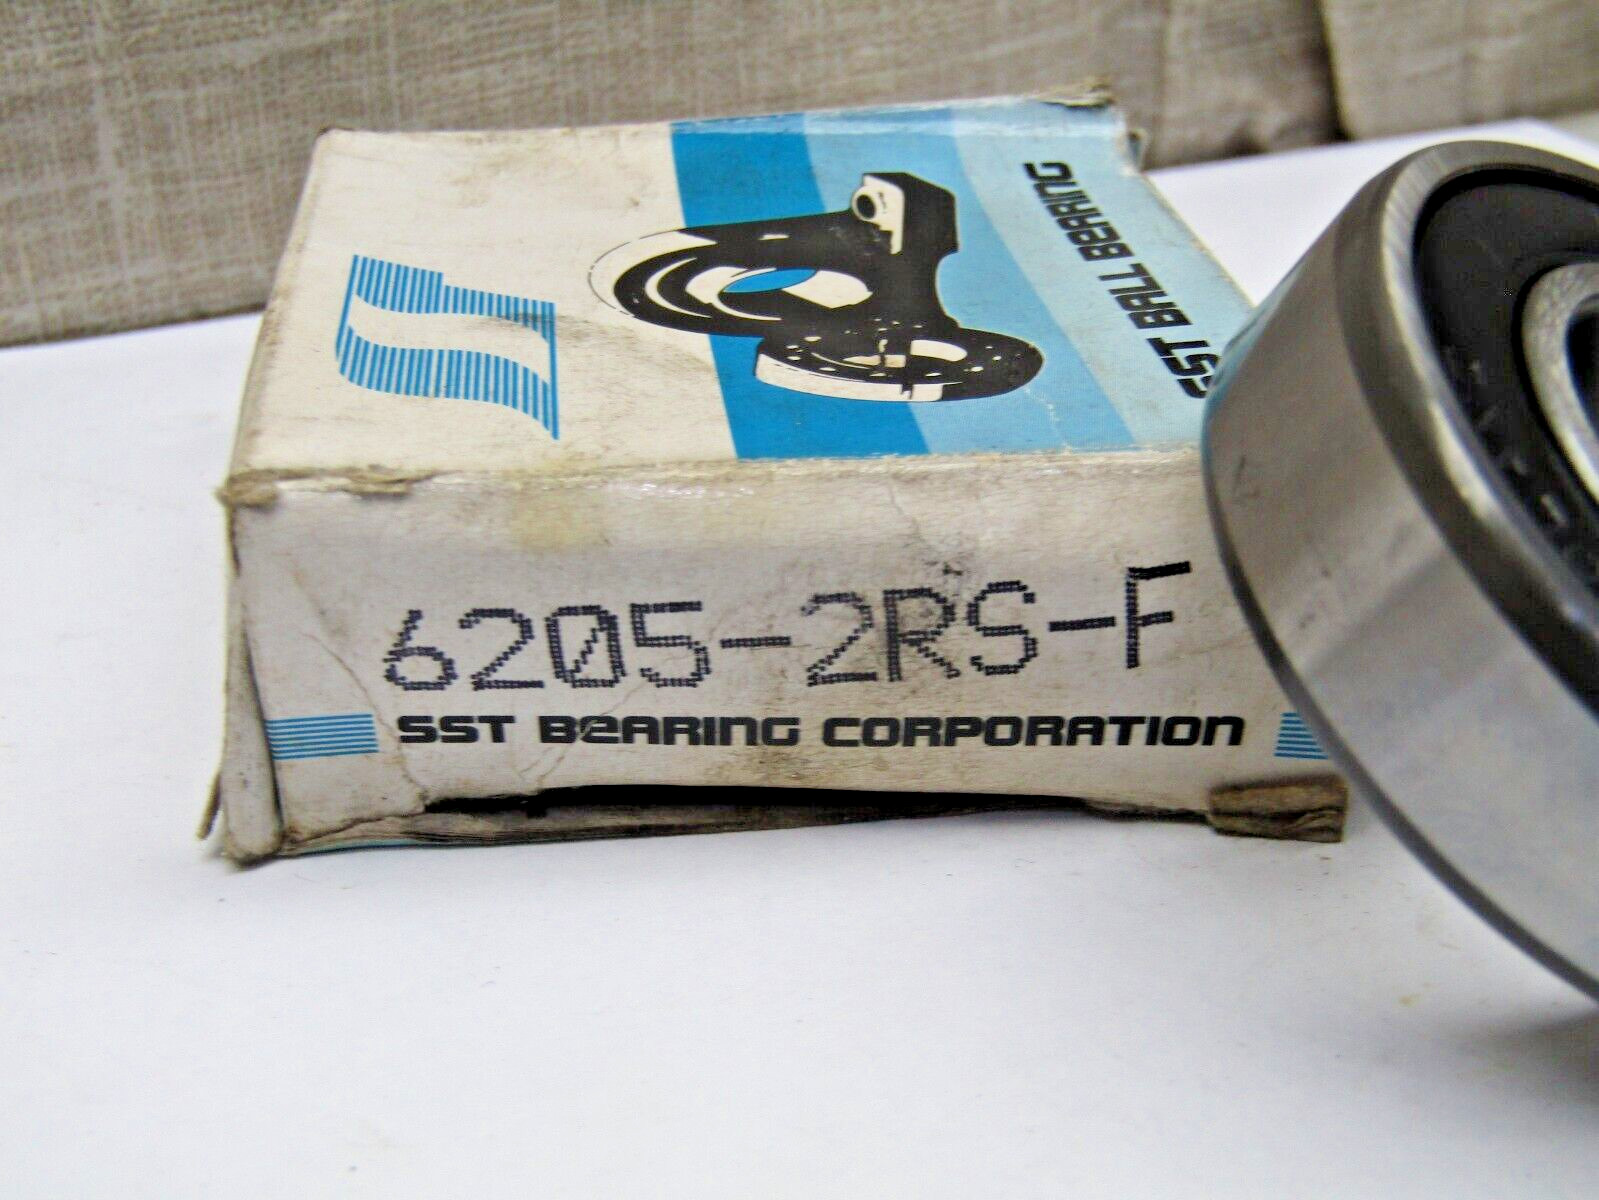 SST BALL BEARING
6205-2RS-F
SST BEARING CORPORATION